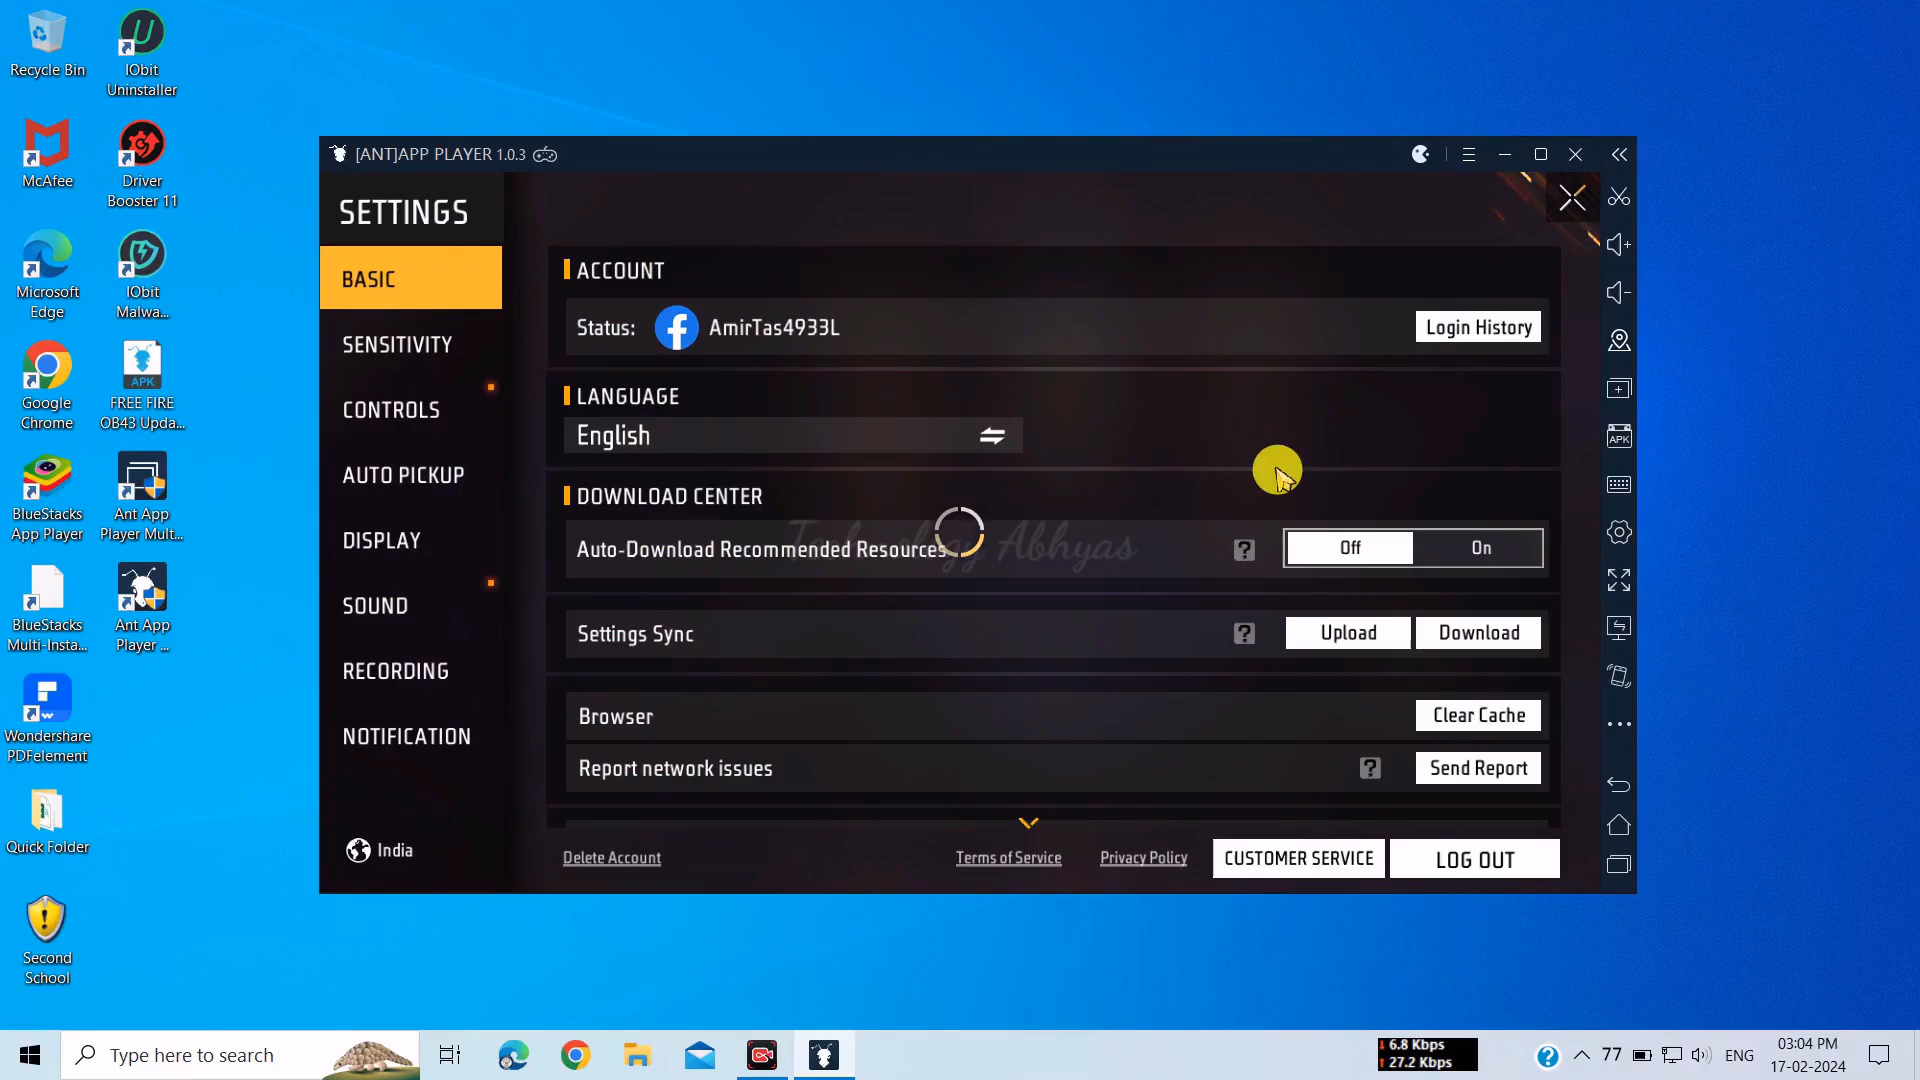 Recycle Bin
IObit
Uninstaller
McAfee
Driver
Booster 11
Microsoft
Edge
IObit
Malwa...
Google
Chrome
APK
FREE FIRE
OB43 Upda...
BlueStacks
App Player
Ant App
Player Mult...
BlueStacks
Multi-Insta...
Ant App
Player ...
Wondershare
PDFelement
Quick Folder
Second
School
[ANT]APP PLAYER 1.0.3
SETTINGS
BASIC
SENSITIVITY
CONTROLS
AUTO PICKUP
DISPLAY
SOUND
RECORDING
NOTIFICATION
India
ACCOUNT
Status: AmirTas4933L
Login History
LANGUAGE
English
DOWNLOAD CENTER
Auto-Download Recommended Resources
? Off On
Technology Abhyas
Settings Sync ? Upload Download
Browser Clear Cache
Report network issues ? Send Report
Delete Account
Terms of Service
Privacy Policy
CUSTOMER SERVICE
LOG OUT
APK
Type here to search
6.8 Kbps
27.2 Kbps
77
ENG
03:04 PM
17-02-2024